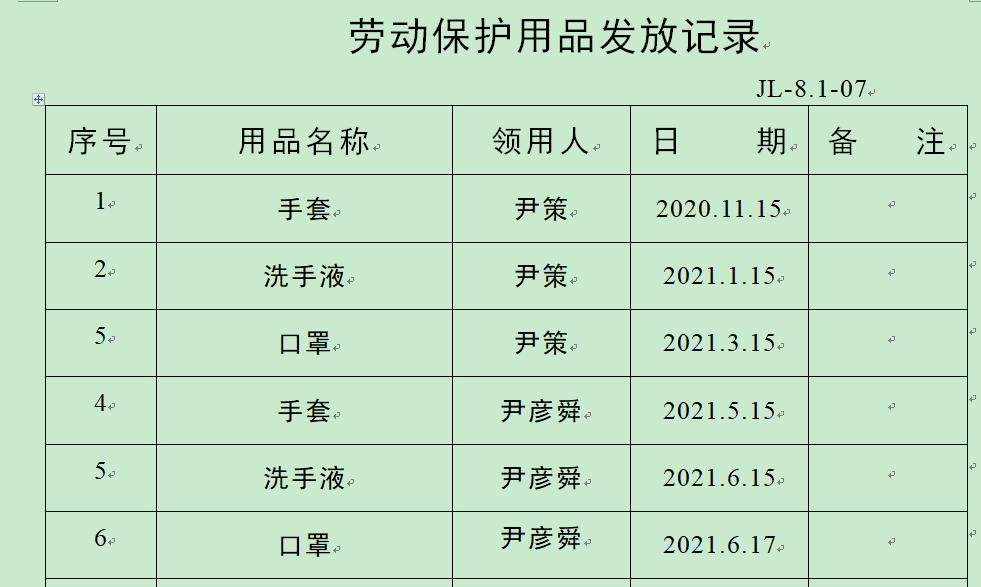 劳动保护用品发放记录
JL-8.1-07
序号 用品名称 领用人 日 期 备 注
1 手套 尹策 2020.11.15
2 洗手液 尹策 2021.1.15
5 口罩 尹策 2021.3.15
4 手套 尹彦舜 2021.5.15
5 洗手液 尹彦舜 2021.6.15
6 口罩 尹彦舜 2021.6.17